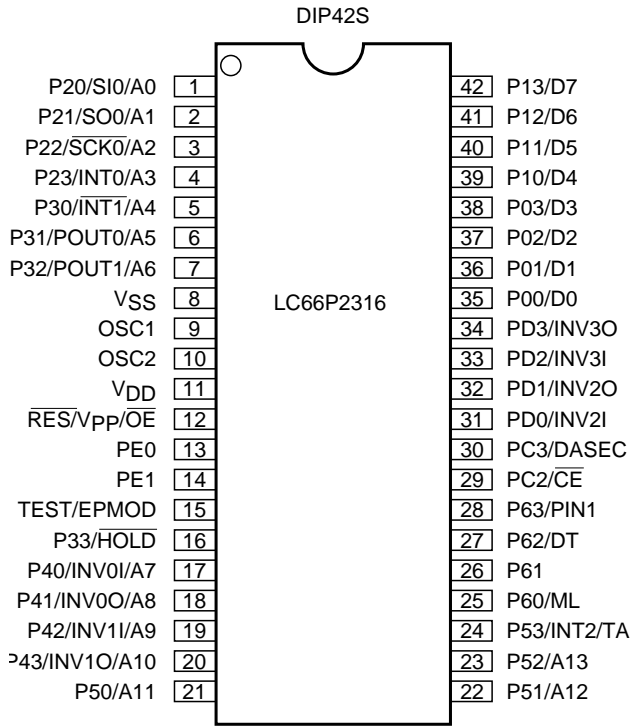 DIP42S
P20/SI0/A0 1
P21/SO0/A1 2
P22/SCK0/A2 3
P23/INT0/A3 4
P30/INT1/A4 5
P31/POUT0/A5 6
P32/POUT1/A6 7
VSS 8
OSC1 9
OSC2 10
VDD 11
RES/VPP/OE 12
PE0 13
PE1 14
TEST/EPMOD 15
P33/HOLD 16
P40/INV0I/A7 17
P41/INV0O/A8 18
P42/INV1I/A9 19
P43/INV1O/A10 20
P50/A11 21
LC66P2316
42 P13/D7
41 P12/D6
40 P11/D5
39 P10/D4
38 P03/D3
37 P02/D2
36 P01/D1
35 P00/D0
34 PD3/INV3O
33 PD2/INV3I
32 PD1/INV2O
31 PD0/INV2I
30 PC3/DASEC
29 PC2/CE
28 P63/PIN1
27 P62/DT
26 P61
25 P60/ML
24 P53/INT2/TA
23 P52/A13
22 P51/A12